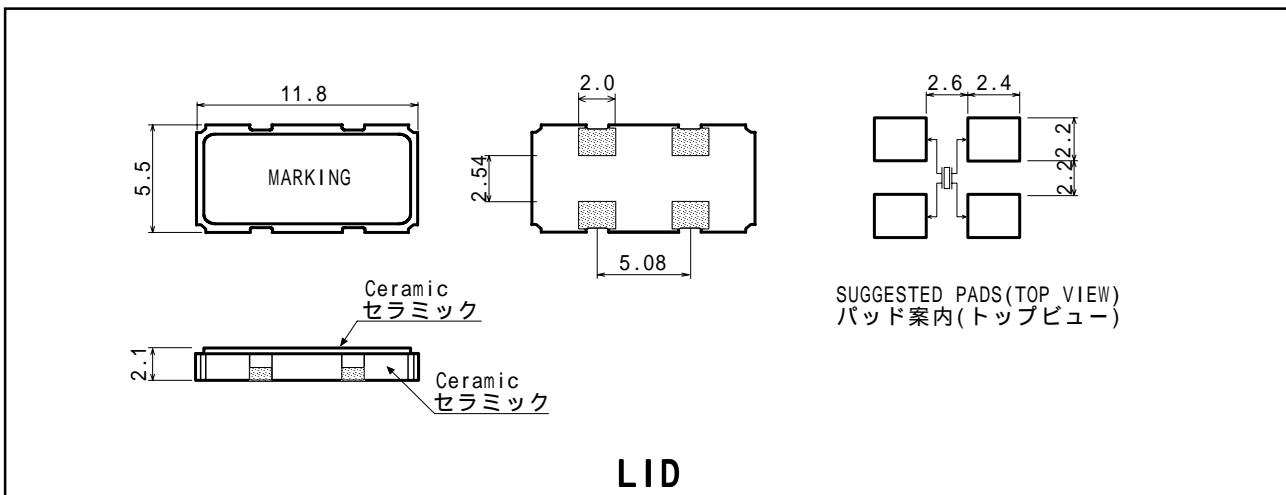 11.8
5.5
MARKING
2.0
2.54
5.08
2.6
2.4
2.2
2.2
SUGGESTED PADS(TOP VIEW)
パッド案内(トップビュー)
Ceramic
セラミック
2.1
Ceramic
セラミック
LID